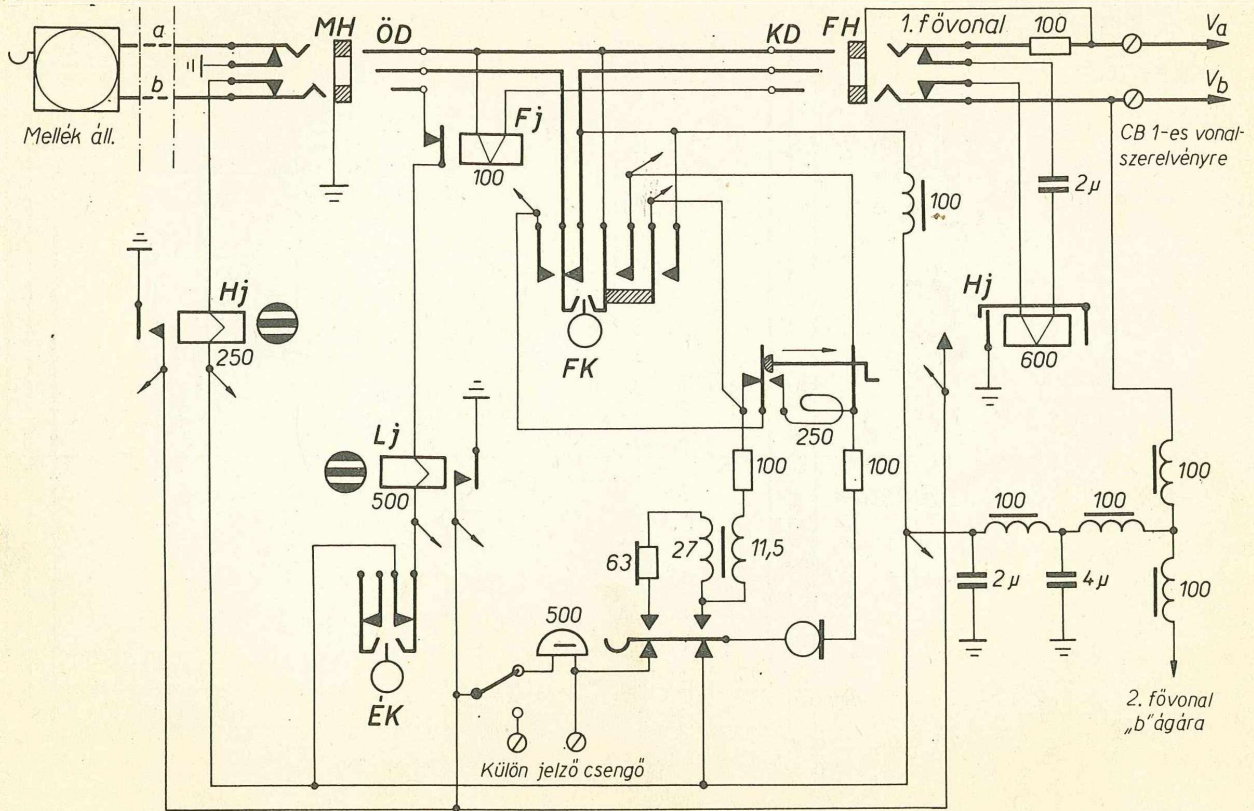 a
MH
ÖD
KD
FH
1. fővonal
100
Va
b
Vb
Mellék áll.
CB 1-es vonal-
szerelvényre
Fj
100
2μ
100
Hj
250
FK
Hj
600
250
Lj
500
100
100
100
100
100
63
27
11,5
2μ
4μ
100
500
ÉK
Külön jelző csengő
2. fővonal
„b"ágára